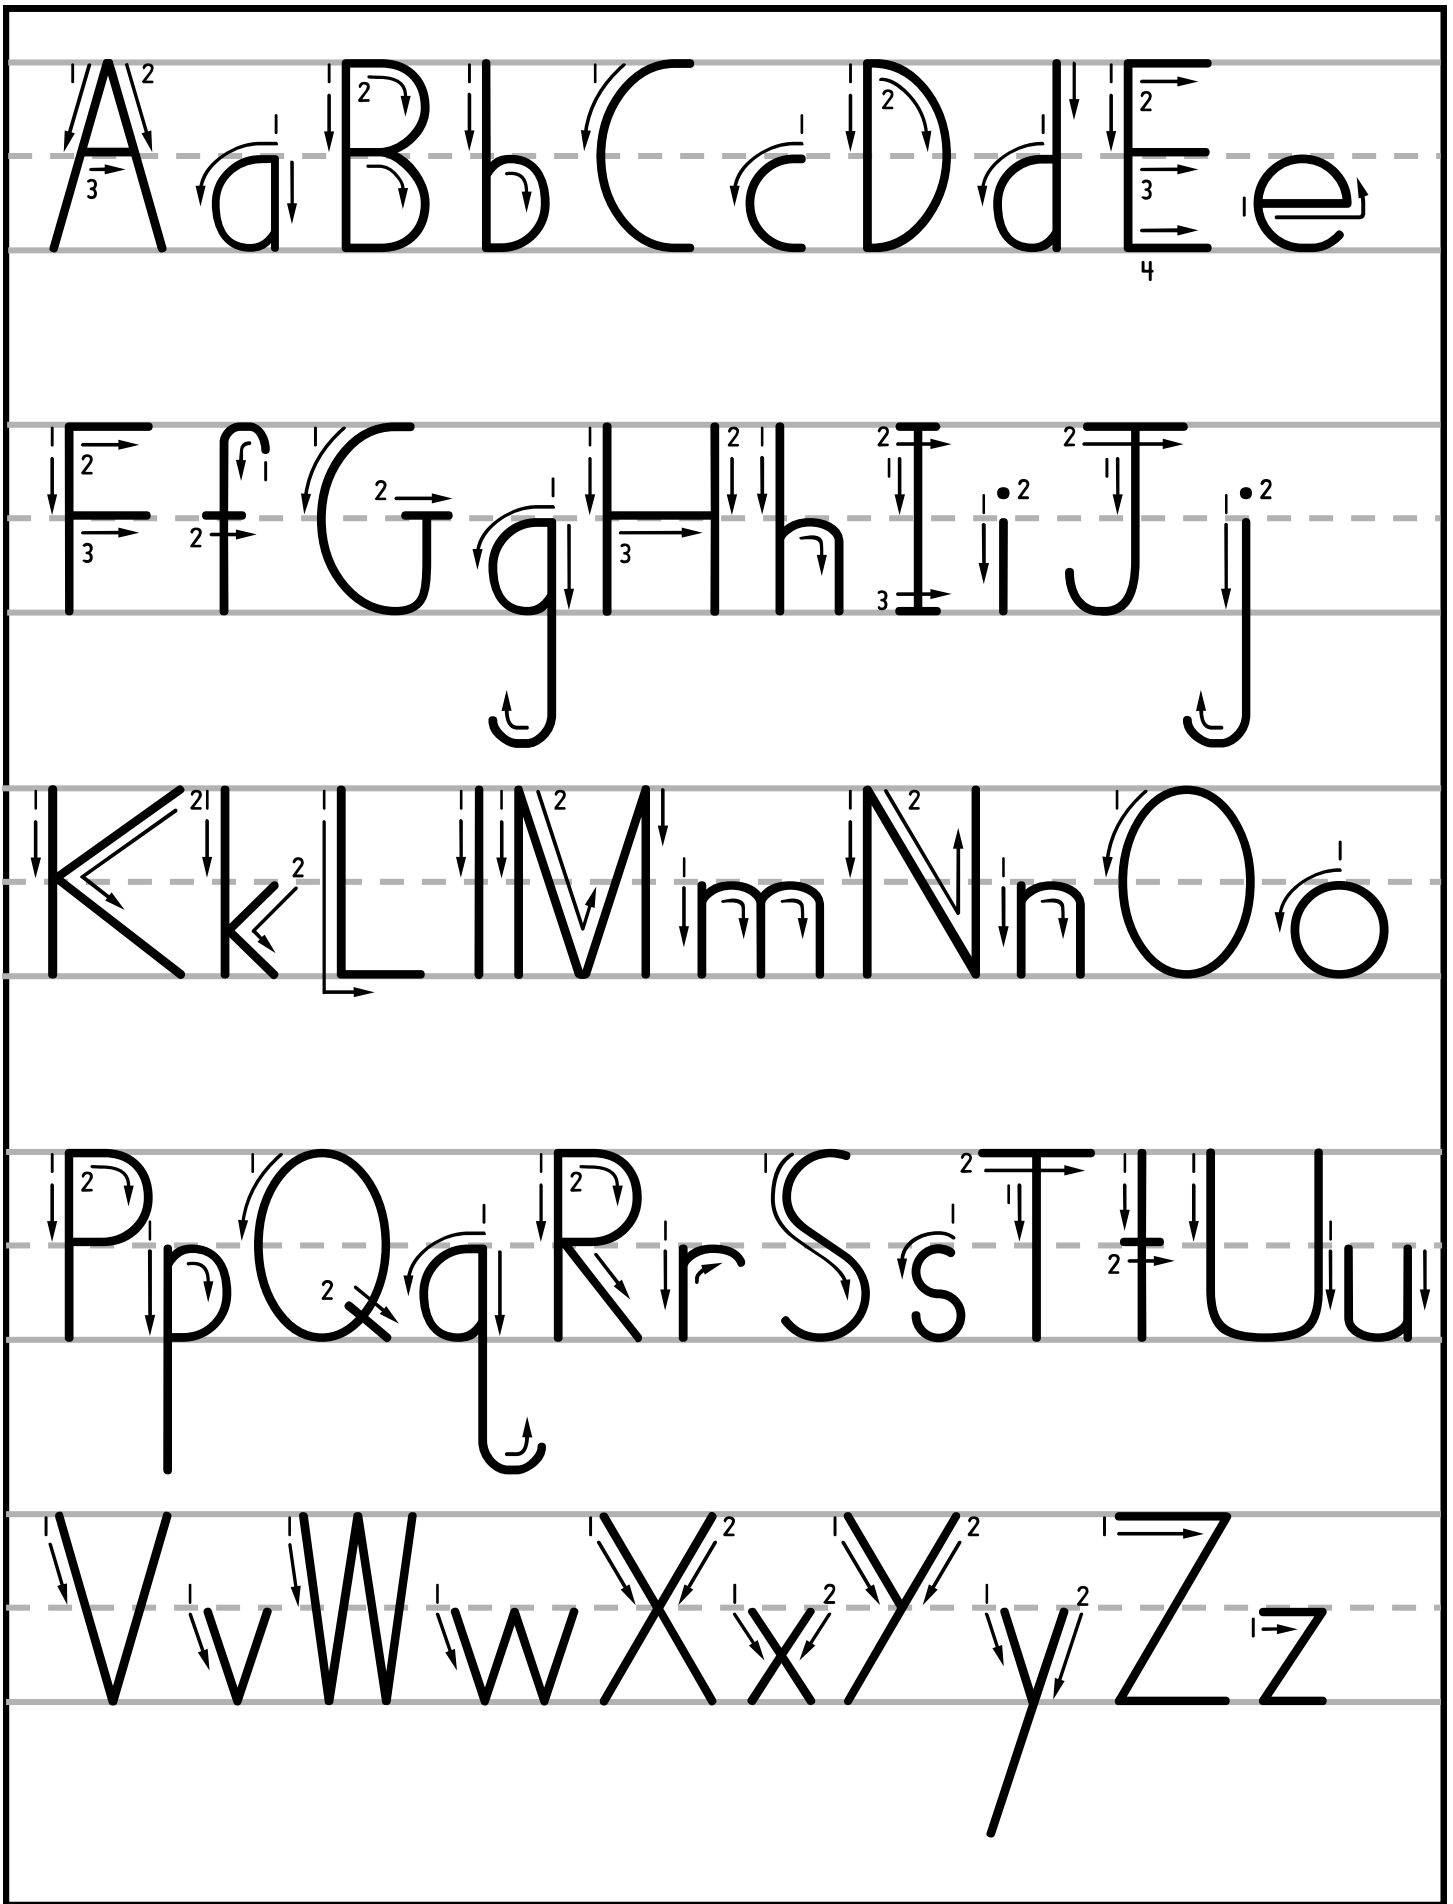 A a B b C c D d E e
F f G g H h I i J j
K k L l M m N n O o
P p Q q R r S s T t U u
V v W w X x Y y Z z